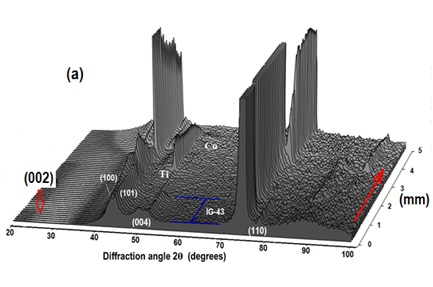 (a)
Cu
(002)
(100)
Ti
(101)
IG-43
(004)
(110)
5
4
3
2
1
0
(mm)
20 30 40 50 60 70 80 90 100
Diffraction angle 2θ (degrees)